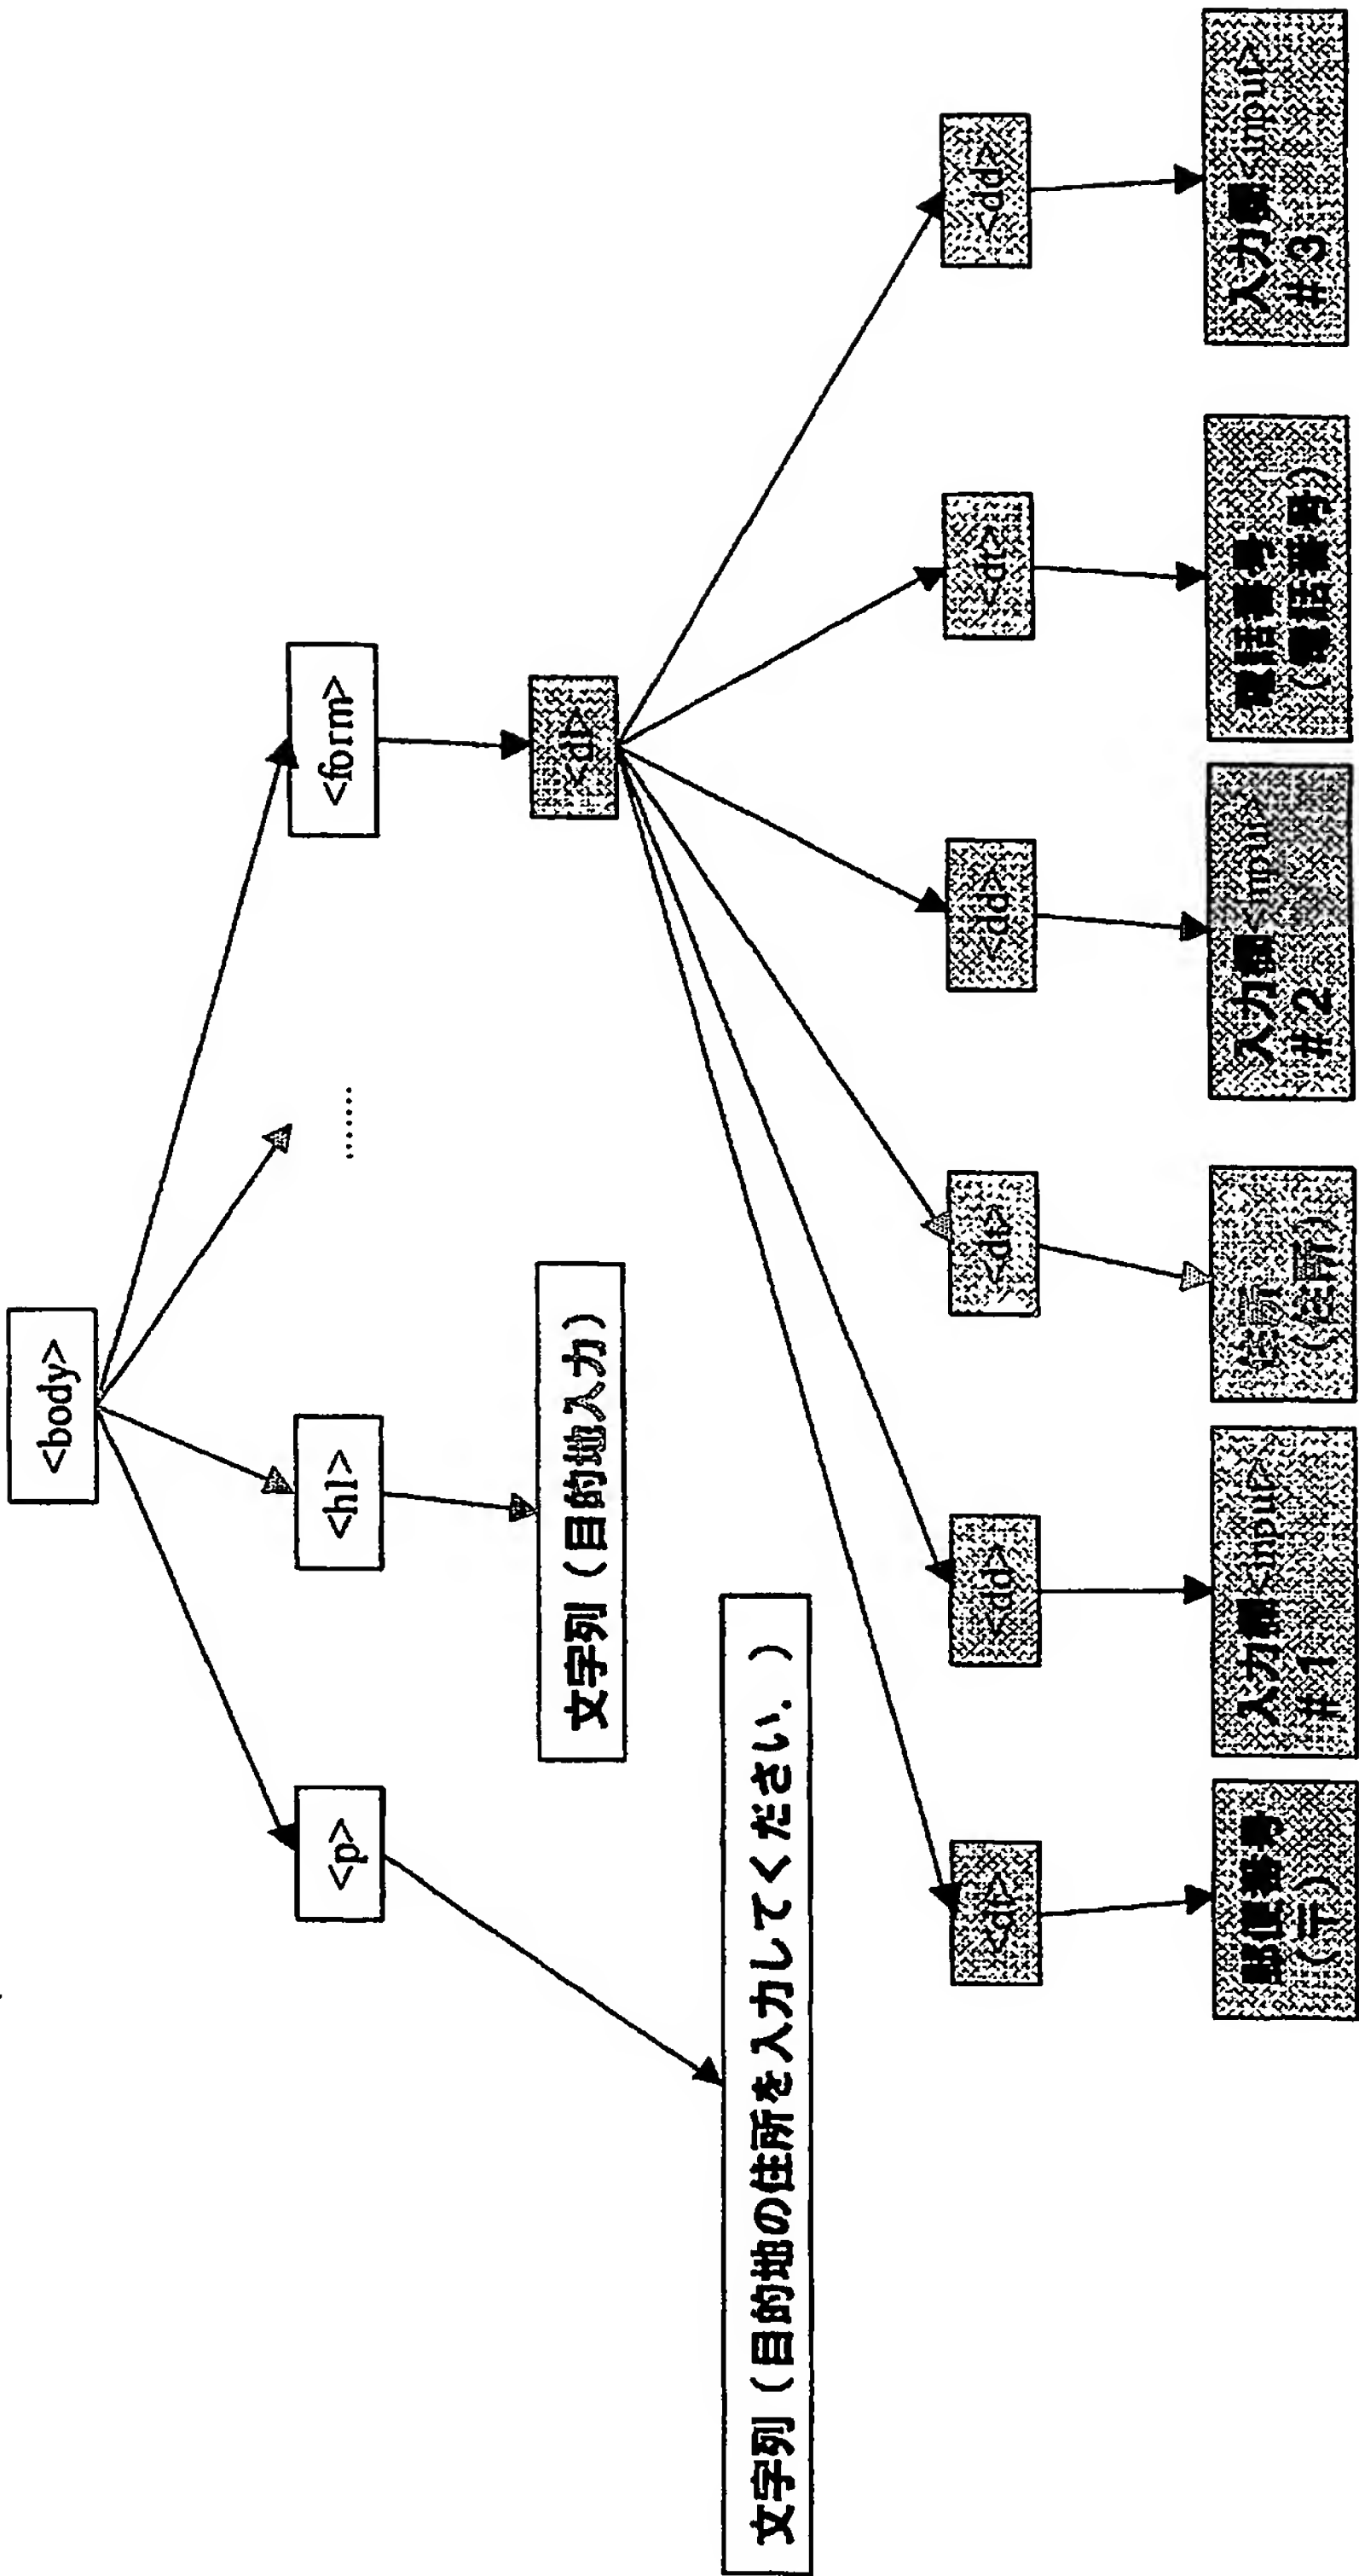 <body>
<p>
<h1>
.......
<form>
文字列（目的地入力）
<dl>
文字列（目的地の住所を入力してください．）
<dt>
<dd>
<dt>
<dd>
<dt>
<dd>
郵便番号
（〒）
入力欄<input>
＃１
住所
（住所）
入力欄<input>
＃２
電話番号
（電話番号）
入力欄<input>
＃３